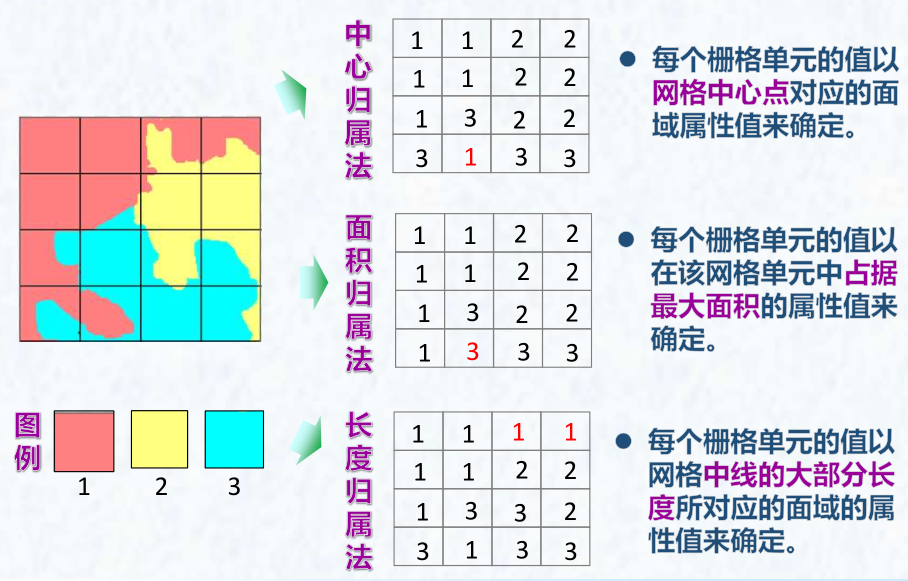 中心归属法
1 1 2 2
1 1 2 2
1 3 2 2
3 1 3 3
每个栅格单元的值以
网格中心点对应的面
域属性值来确定。
面积归属法
1 1 2 2
1 1 2 2
1 3 2 2
1 3 3 3
每个栅格单元的值以
在该网格单元中占据
最大面积的属性值来
确定。
图例
1 2 3
长度归属法
1 1 1 1
1 1 2 2
1 3 3 2
3 1 3 3
每个栅格单元的值以
网格中线的大部分长
度所对应的面域的属
性值来确定。